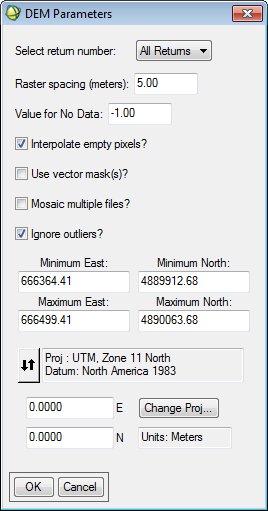 DEM Parameters
Select return number: All Returns
Raster spacing (meters): 5.00
Value for No Data: -1.00
Interpolate empty pixels?
Use vector mask(s)?
Mosaic multiple files?
Ignore outliers?
Minimum East: Minimum North:
666364.41 4889912.68
Maximum East: Maximum North:
666499.41 4890063.68
Proj : UTM, Zone 11 North
Datum: North America 1983
0.0000 E Change Proj...
0.0000 N Units: Meters
OK Cancel